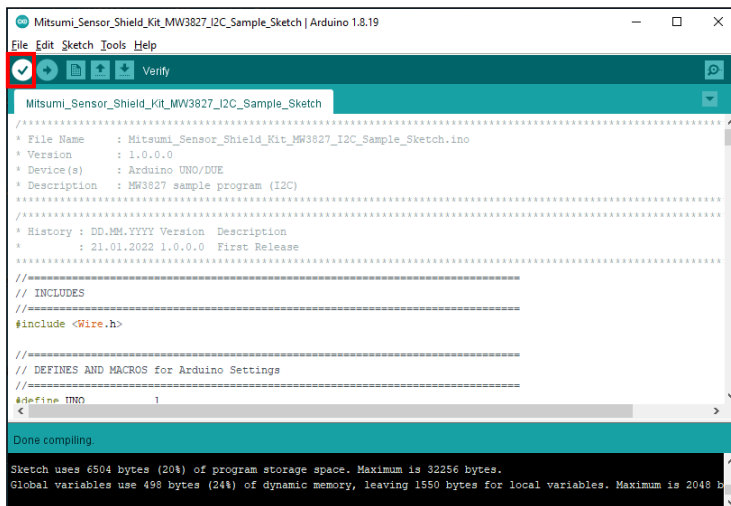 Mitsumi_Sensor_Shield_Kit_MW3827_I2C_Sample_Sketch | Arduino 1.8.19
File Edit Sketch Tools Help
Verify
Mitsumi_Sensor_Shield_Kit_MW3827_I2C_Sample_Sketch
/******************************************************************************************
* File Name     : Mitsumi_Sensor_Shield_Kit_MW3827_I2C_Sample_Sketch.ino
* Version       : 1.0.0.0
* Device(s)     : Arduino UNO/DUE
* Description   : MW3827 sample program (I2C)
*******************************************************************************************
/******************************************************************************************
* History : DD.MM.YYYY Version  Description
*         : 21.01.2022 1.0.0.0  First Release
*******************************************************************************************
//===============================================================
// INCLUDES
//===============================================================
#include <Wire.h>
//===============================================================
// DEFINES AND MACROS for Arduino Settings
//===============================================================
#define UNO          1
Done compiling.
Sketch uses 6504 bytes (20%) of program storage space. Maximum is 32256 bytes.
Global variables use 498 bytes (24%) of dynamic memory, leaving 1550 bytes for local variables. Maximum is 2048 b